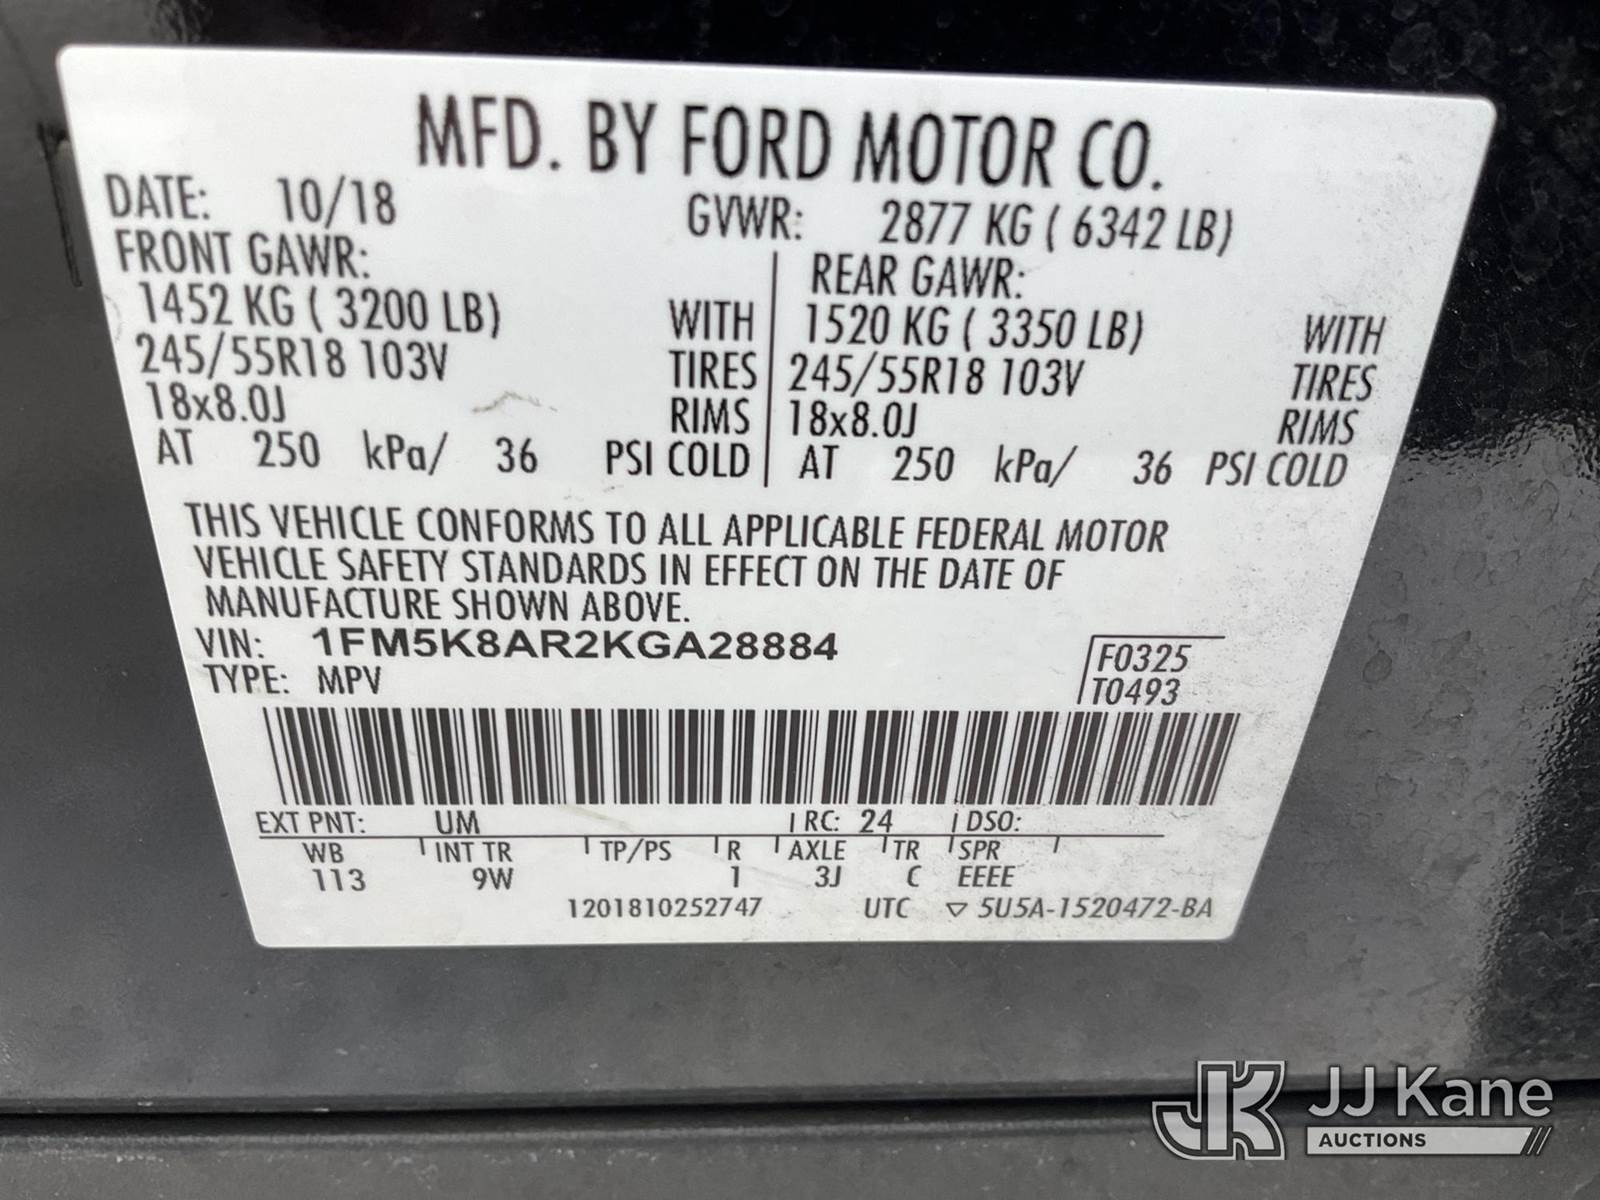 MFD. BY FORD MOTOR CO.
DATE: 10/18 GVWR: 2877 KG ( 6342 LB)
FRONT GAWR: REAR GAWR:
1452 KG ( 3200 LB) WITH 1520 KG ( 3350 LB) WITH
245/55R18 103V TIRES 245/55R18 103V TIRES
18x8.0J RIMS 18x8.0J RIMS
AT 250 kPa/ 36 PSI COLD AT 250 kPa/ 36 PSI COLD
THIS VEHICLE CONFORMS TO ALL APPLICABLE FEDERAL MOTOR
VEHICLE SAFETY STANDARDS IN EFFECT ON THE DATE OF
MANUFACTURE SHOWN ABOVE.
VIN: 1FM5K8AR2KGA28884 F0325
TYPE: MPV T0493
EXT PNT: UM RC: 24 DSO:
WB INT TR TP/PS R AXLE TR SPR
113 9W 1 3J C EEEE
1201810252747 UTC ▽ 5U5A-1520472-BA
JK JJ Kane
AUCTIONS